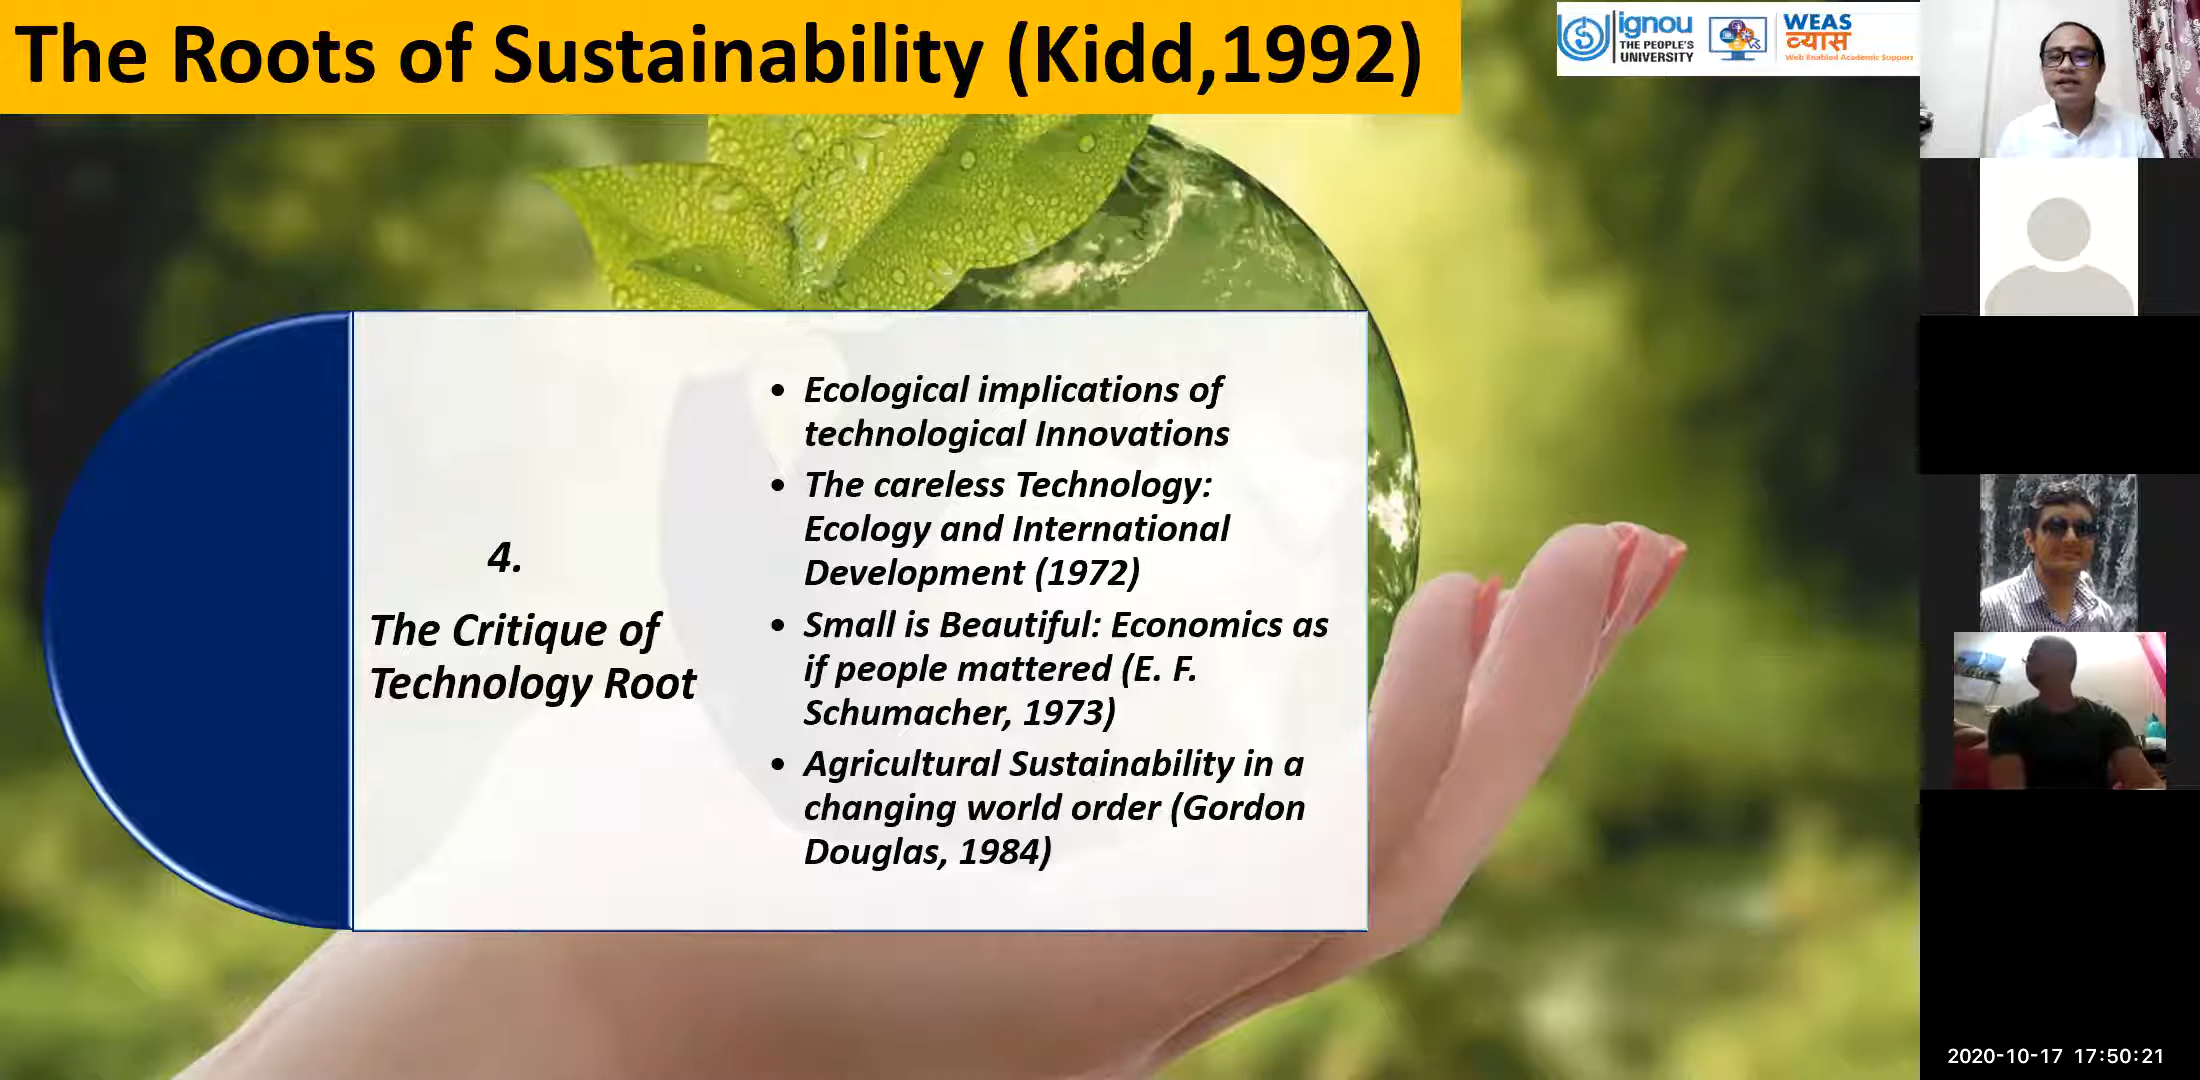 The Roots of Sustainability (Kidd,1992)
ignou
THE PEOPLE'S
UNIVERSITY
WEAS
व्यास
Web Enabled Academic Support
4.
The Critique of
Technology Root
• Ecological implications of
technological Innovations
• The careless Technology:
Ecology and International
Development (1972)
• Small is Beautiful: Economics as
if people mattered (E. F.
Schumacher, 1973)
• Agricultural Sustainability in a
changing world order (Gordon
Douglas, 1984)
2020-10-17 17:50:21